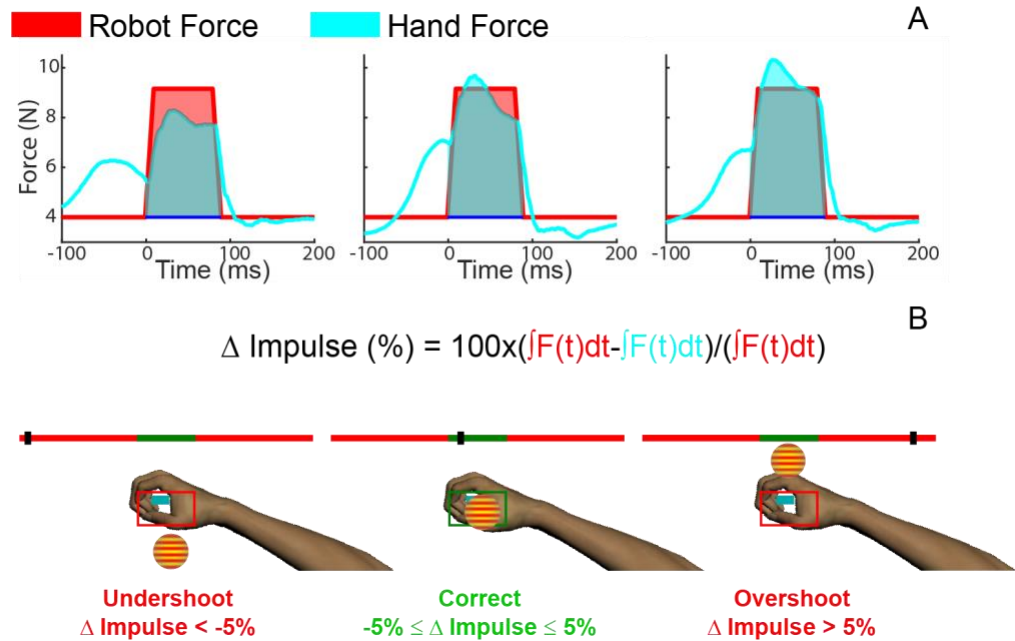 Robot Force
Hand Force
A
Force (N)
10
8
6
4
-100 0 100 200
Time (ms)
-100 0 100 200
Time (ms)
-100 0 100 200
Time (ms)
B
Δ Impulse (%) = 100x(∫F(t)dt-∫F(t)dt)/(∫F(t)dt)
Undershoot
Δ Impulse < -5%
Correct
-5% ≤ Δ Impulse ≤ 5%
Overshoot
Δ Impulse > 5%